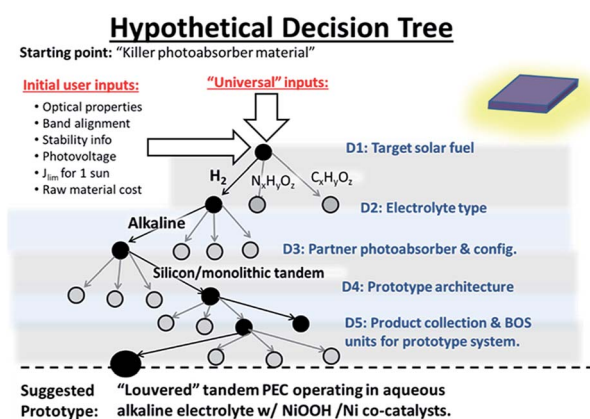 Hypothetical Decision Tree
Starting point: “Killer photoabsorber material”
Initial user inputs:
• Optical properties
• Band alignment
• Stability info
• Photovoltage
• Jlim for 1 sun
• Raw material cost
“Universal” inputs:
D1: Target solar fuel
H2
NxHyOz
CxHyOz
D2: Electrolyte type
Alkaline
D3: Partner photoabsorber & config.
Silicon/monolithic tandem
D4: Prototype architecture
D5: Product collection & BOS
units for prototype system.
Suggested
Prototype:
“Louvered” tandem PEC operating in aqueous
alkaline electrolyte w/ NiOOH /Ni co-catalysts.